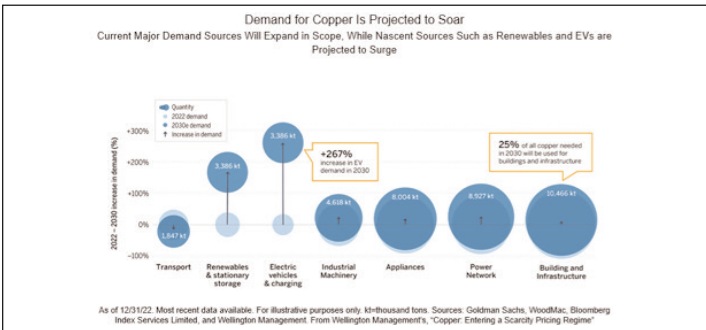 Demand for Copper Is Projected to Soar
Current Major Demand Sources Will Expand in Scope, While Nascent Sources Such as Renewables and EVs are
Projected to Surge
Quantity
2022 demand
2030e demand
Increase in demand
2022 – 2030 increase in demand (%)
+300%
+200%
+100%
0%
–100%
1,847 kt
3,386 kt
3,386 kt
+267%
increase in EV
demand in 2030
4,618 kt
8,004 kt
8,927 kt
25% of all copper needed
in 2030 will be used for
buildings and infrastructure
10,466 kt
Transport
Renewables
& stationary
storage
Electric
vehicles
& charging
Industrial
Machinery
Appliances
Power
Network
Building and
Infrastructure
As of 12/31/22. Most recent data available. For illustrative purposes only. kt=thousand tons. Sources: Goldman Sachs, WoodMac, Bloomberg
Index Services Limited, and Wellington Management. From Wellington Management's, "Copper: Entering a Scarcity Pricing Regime"